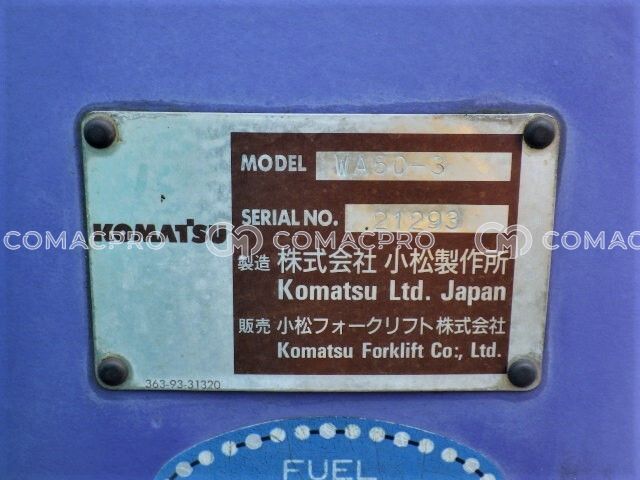 MODEL WA50-3
KOMATSU
SERIAL NO. 21293
製造 株式会社 小松製作所
Komatsu Ltd. Japan
販売 小松フォークリフト株式会社
Komatsu Forklift Co., Ltd.
363-93-31320
COMACPRO COMACPRO COMACPRO
FUEL